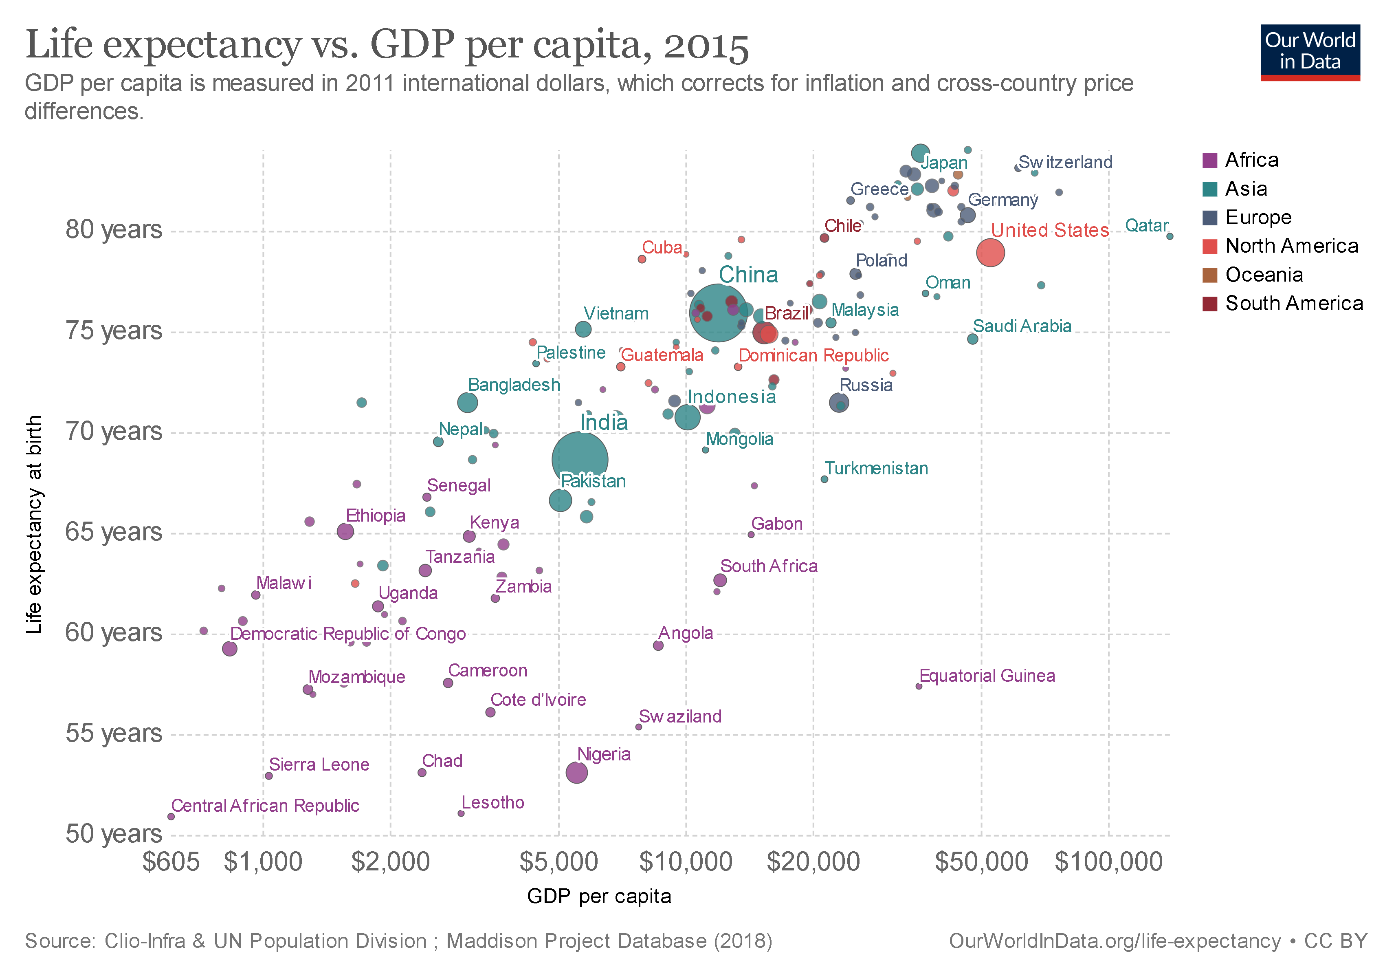 Life expectancy vs. GDP per capita, 2015
GDP per capita is measured in 2011 international dollars, which corrects for inflation and cross-country price
differences.
Our World
in Data
Africa
Asia
Europe
North America
Oceania
South America
Life expectancy at birth
80 years
75 years
70 years
65 years
60 years
55 years
50 years
Japan
Switzerland
Greece
Germany
Chile
United States
Qatar
Cuba
Poland
China
Oman
Vietnam
Brazil
Malaysia
Saudi Arabia
Palestine
Guatemala
Dominican Republic
Bangladesh
Indonesia
Russia
Nepal
India
Mongolia
Pakistan
Turkmenistan
Senegal
Ethiopia
Kenya
Gabon
Tanzania
South Africa
Malawi
Uganda
Zambia
Democratic Republic of Congo
Angola
Mozambique
Cameroon
Equatorial Guinea
Cote d'Ivoire
Swaziland
Sierra Leone
Chad
Nigeria
Central African Republic
Lesotho
$605
$1,000
$2,000
$5,000
$10,000
$20,000
$50,000
$100,000
GDP per capita
Source: Clio-Infra & UN Population Division ; Maddison Project Database (2018)
OurWorldInData.org/life-expectancy • CC BY